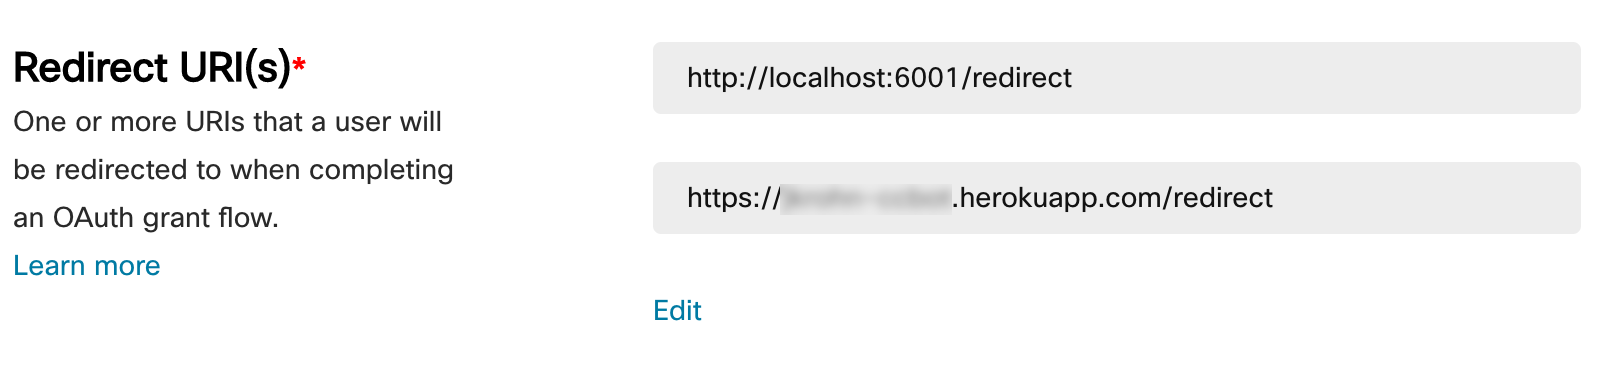 Redirect URI(s)*
One or more URIs that a user will
be redirected to when completing
an OAuth grant flow.
Learn more
http://localhost:6001/redirect
https://.herokuapp.com/redirect
Edit